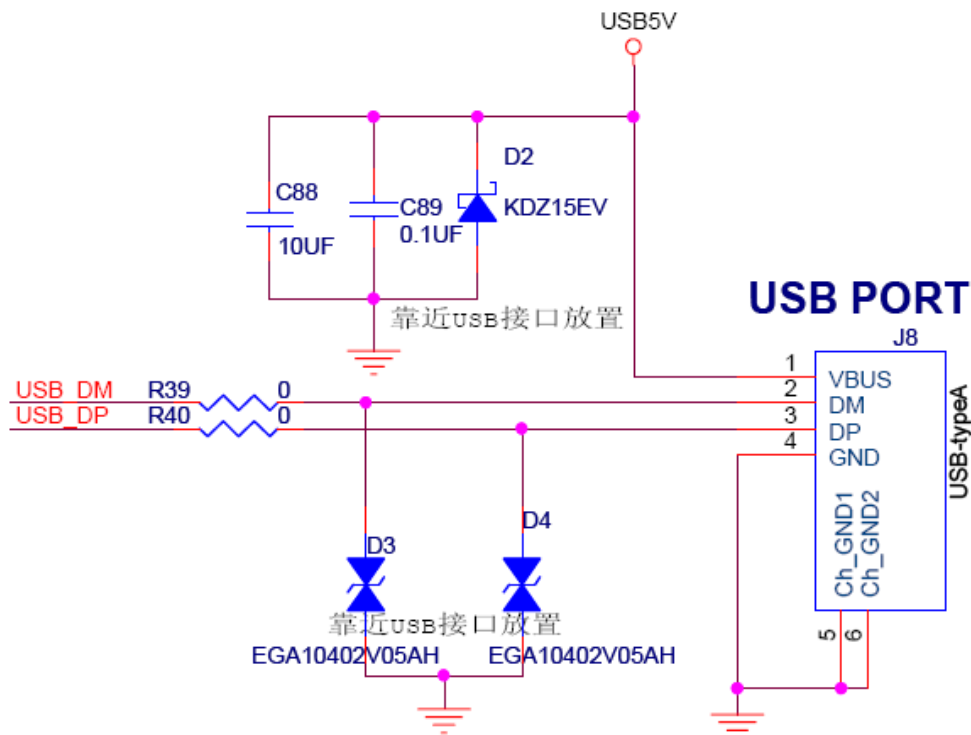 USB5V
D2
C88
C89
KDZ15EV
10UF
0.1UF
靠近USB接口放置
USB PORT
J8
1
VBUS
USB_DM
R39
0
2
DM
USB_DP
R40
0
3
DP
4
GND
USB-typeA
Ch_GND1
Ch_GND2
D3
D4
靠近USB接口放置
EGA10402V05AH
EGA10402V05AH
5
6